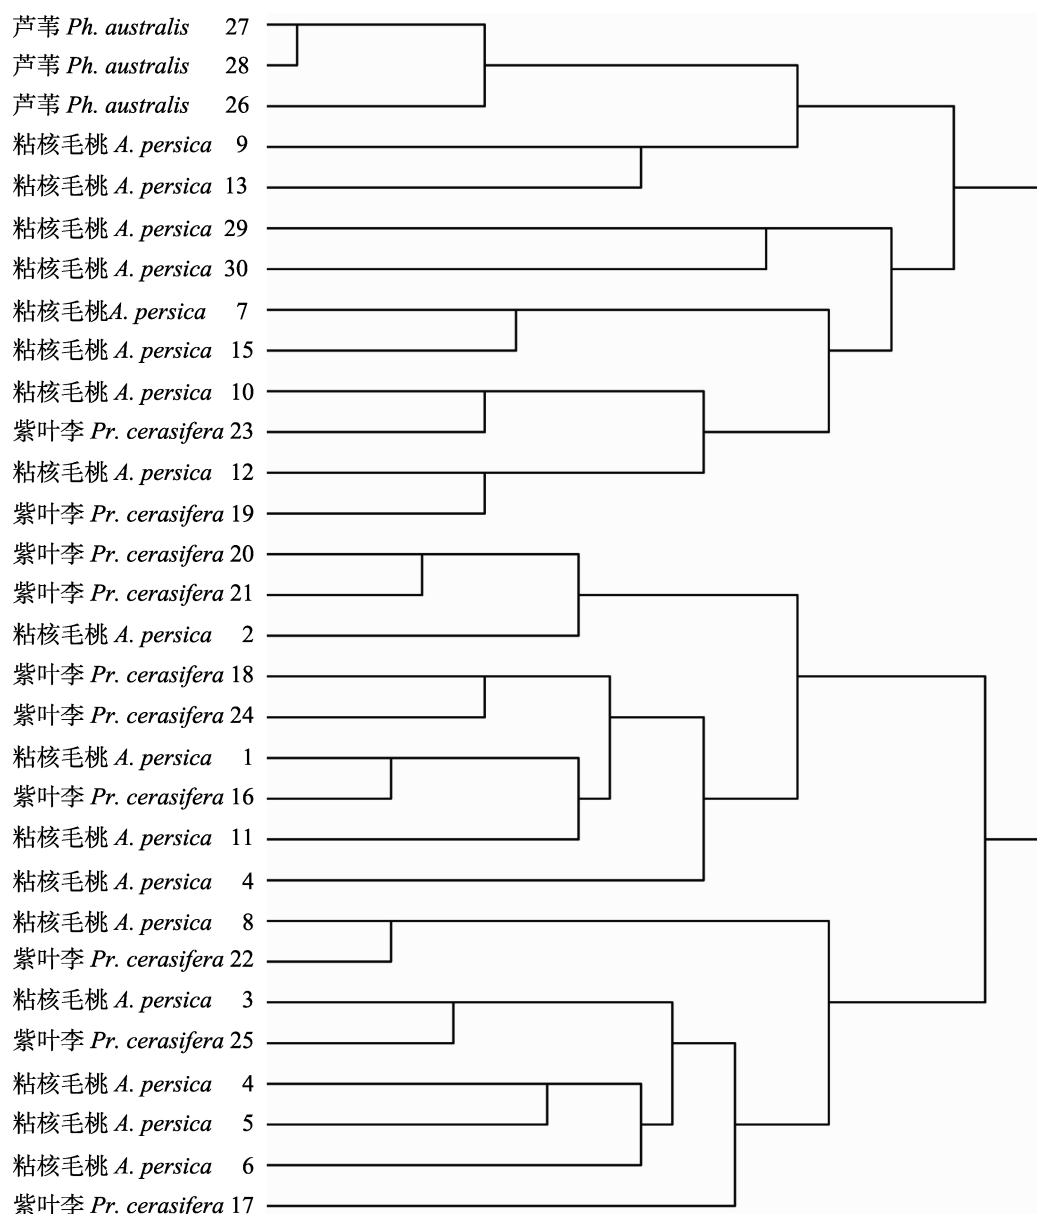 芦苇 Ph. australis 27
芦苇 Ph. australis 28
芦苇 Ph. australis 26
粘核毛桃 A. persica 9
粘核毛桃 A. persica 13
粘核毛桃 A. persica 29
粘核毛桃 A. persica 30
粘核毛桃A. persica 7
粘核毛桃 A. persica 15
粘核毛桃 A. persica 10
紫叶李 Pr. cerasifera 23
粘核毛桃 A. persica 12
紫叶李 Pr. cerasifera 19
紫叶李 Pr. cerasifera 20
紫叶李 Pr. cerasifera 21
粘核毛桃 A. persica 2
紫叶李 Pr. cerasifera 18
紫叶李 Pr. cerasifera 24
粘核毛桃 A. persica 1
紫叶李 Pr. cerasifera 16
粘核毛桃 A. persica 11
粘核毛桃 A. persica 4
粘核毛桃 A. persica 8
紫叶李 Pr. cerasifera 22
粘核毛桃 A. persica 3
紫叶李 Pr. cerasifera 25
粘核毛桃 A. persica 4
粘核毛桃 A. persica 5
粘核毛桃 A. persica 6
紫叶李 Pr. cerasifera 17